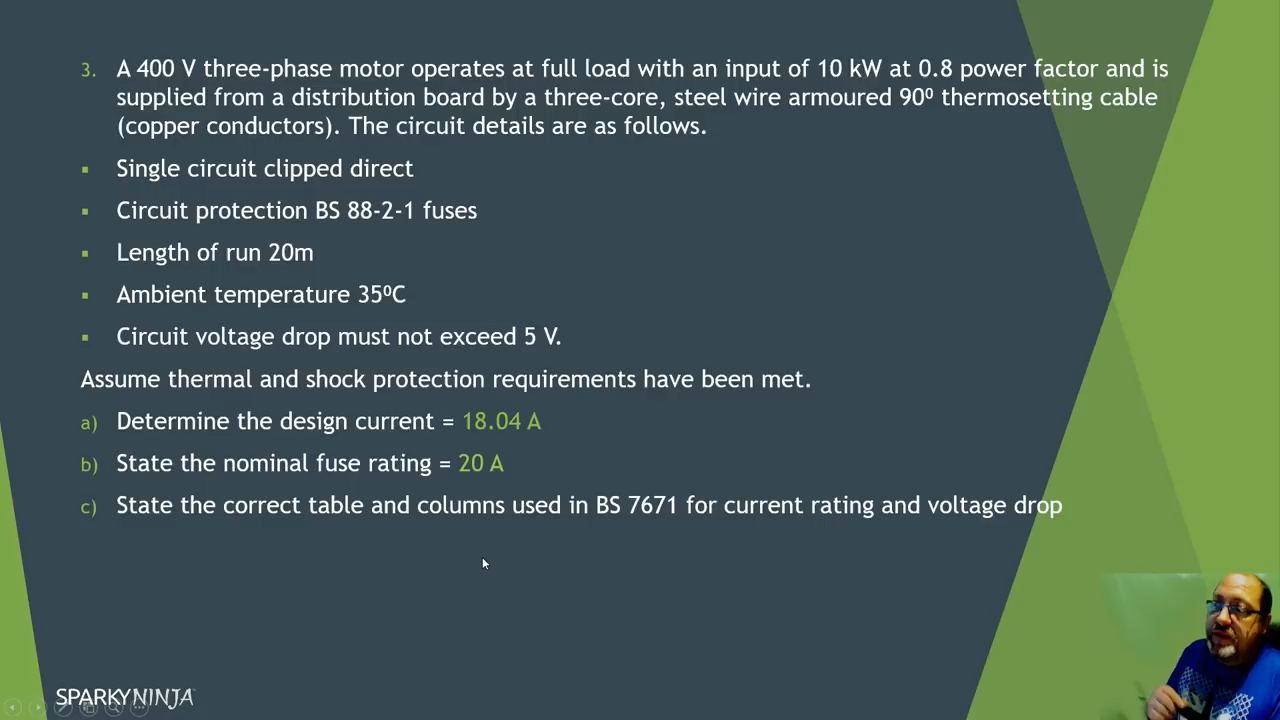 3. A 400 V three-phase motor operates at full load with an input of 10 kW at 0.8 power factor and is
supplied from a distribution board by a three-core, steel wire armoured 90⁰ thermosetting cable
(copper conductors). The circuit details are as follows.
▪ Single circuit clipped direct
▪ Circuit protection BS 88-2-1 fuses
▪ Length of run 20m
▪ Ambient temperature 35⁰C
▪ Circuit voltage drop must not exceed 5 V.
Assume thermal and shock protection requirements have been met.
a) Determine the design current = 18.04 A
b) State the nominal fuse rating = 20 A
c) State the correct table and columns used in BS 7671 for current rating and voltage drop
SPARKYNINJA